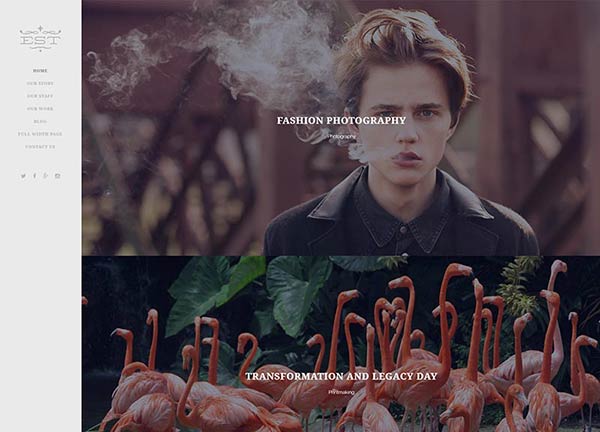 EST
HOME
OUR STORY
OUR STAFF
OUR WORK
BLOG
FULL WIDTH PAGE
CONTACT US
FASHION PHOTOGRAPHY
Photography
TRANSFORMATION AND LEGACY DAY
Printmaking